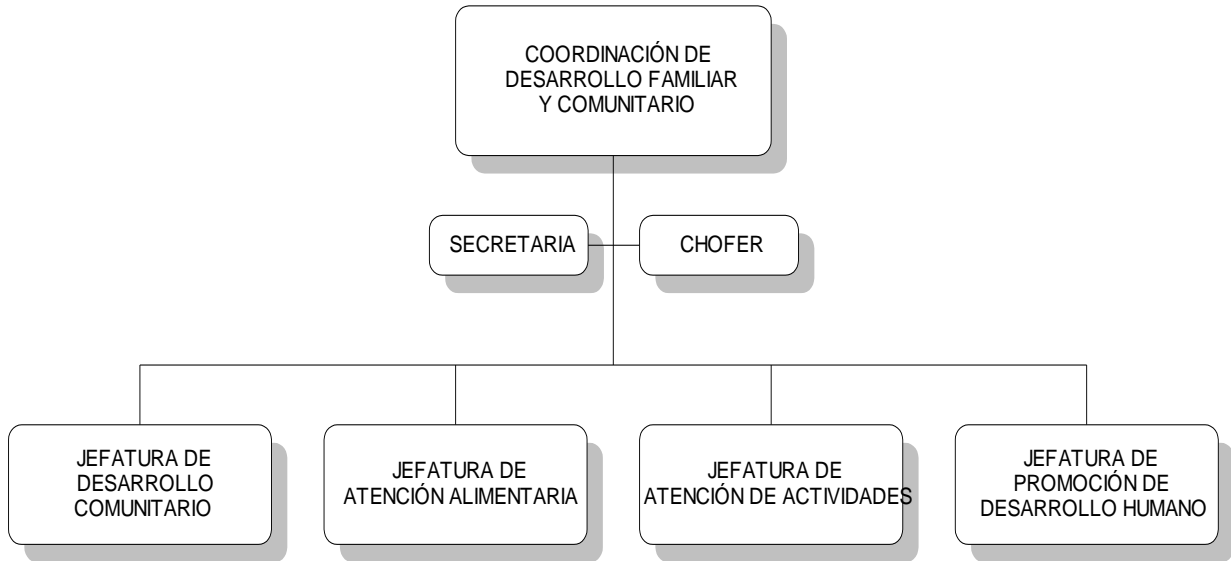 COORDINACIÓN DE
DESARROLLO FAMILIAR
Y COMUNITARIO
SECRETARIA
CHOFER
JEFATURA DE
DESARROLLO
COMUNITARIO
JEFATURA DE
ATENCIÓN ALIMENTARIA
JEFATURA DE
ATENCIÓN DE ACTIVIDADES
JEFATURA DE
PROMOCIÓN DE
DESARROLLO HUMANO